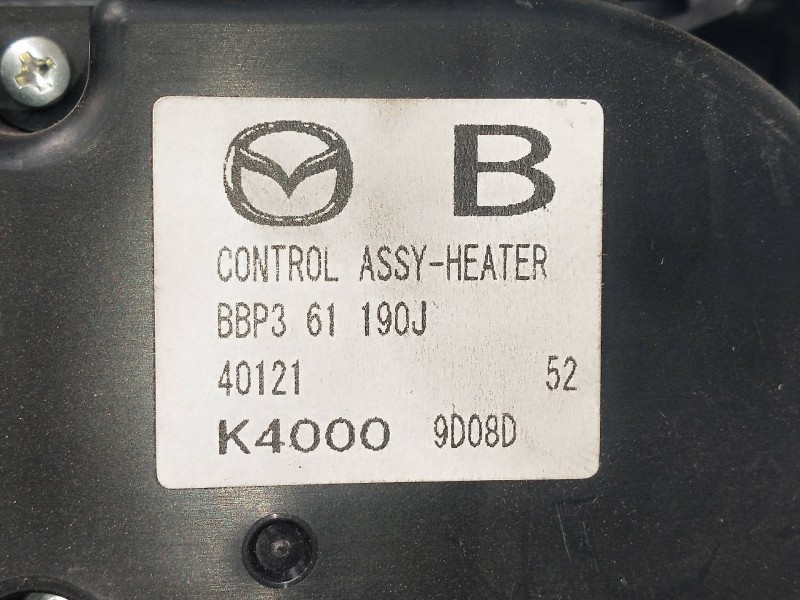 B
CONTROL ASSY-HEATER
BBP3 61 190J
40121 52
K4000 9D08D